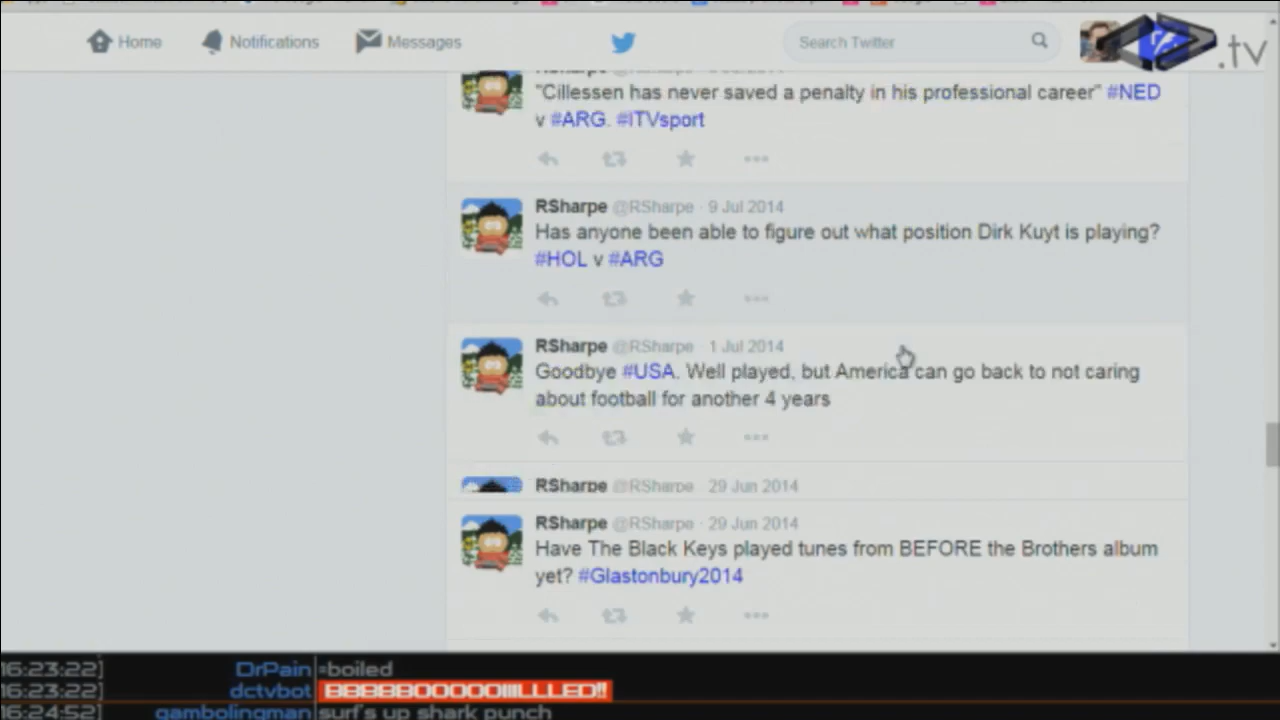 Home
Notifications
Messages
Search Twitter
.tv
RSharpe @RSharpe
"Cillessen has never saved a penalty in his professional career" #NED
v #ARG. #ITVsport
RSharpe @RSharpe · 9 Jul 2014
Has anyone been able to figure out what position Dirk Kuyt is playing?
#HOL v #ARG
RSharpe @RSharpe · 1 Jul 2014
Goodbye #USA. Well played, but America can go back to not caring
about football for another 4 years
RSharpe @RSharpe · 29 Jun 2014
RSharpe @RSharpe · 29 Jun 2014
Have The Black Keys played tunes from BEFORE the Brothers album
yet? #Glastonbury2014
16:23:22] DrPain =boiled
16:23:22] dctvbot BBBBBOOOOOIIIILLLED!!
16:24:52] gambolingman surf's up shark punch